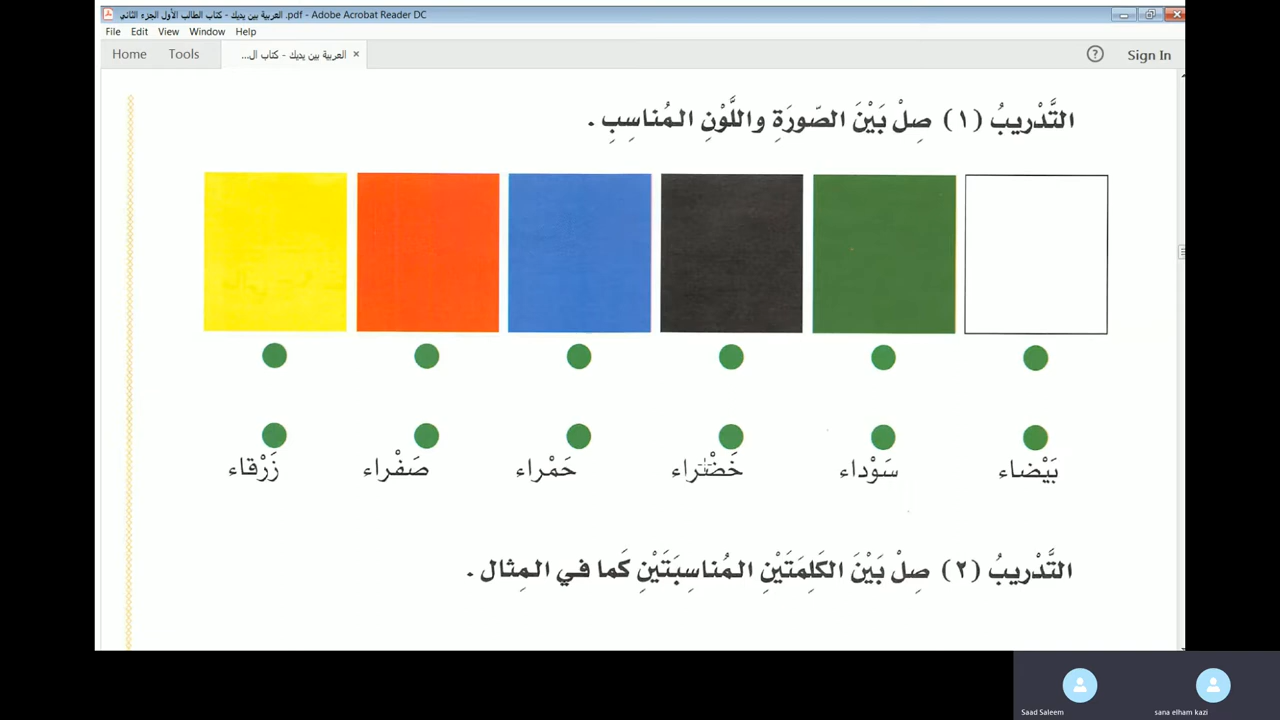 العربية بين يديك - كتاب الطالب الأول الجزء الثاني .pdf - Adobe Acrobat Reader DC
File Edit View Window Help
Home Tools العربية بين يديك - كتاب ال... × ? Sign In
التَّدْريبُ (١) صِلْ بَيْنَ الصّورَةِ واللَّوْنِ المُناسِبِ .
بَيْضاء سَوْداء خَضْراء حَمْراء صَفْراء زَرْقاء
التَّدْريبُ (٢) صِلْ بَيْنَ الكَلِمَتَيْنِ المُناسِبَتَيْنِ كَما في المِثال .
Saad Saleem sana elham kazi